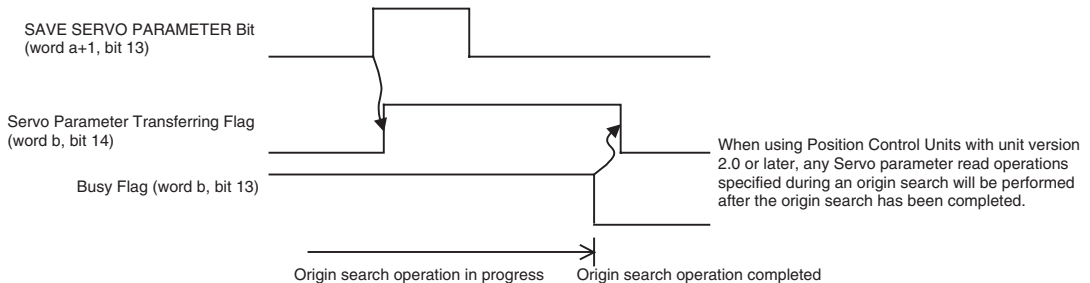 SAVE SERVO PARAMETER Bit
(word a+1, bit 13)
Servo Parameter Transferring Flag
(word b, bit 14)
When using Position Control Units with unit version
2.0 or later, any Servo parameter read operations
specified during an origin search will be performed
after the origin search has been completed.
Busy Flag (word b, bit 13)
Origin search operation in progress
Origin search operation completed